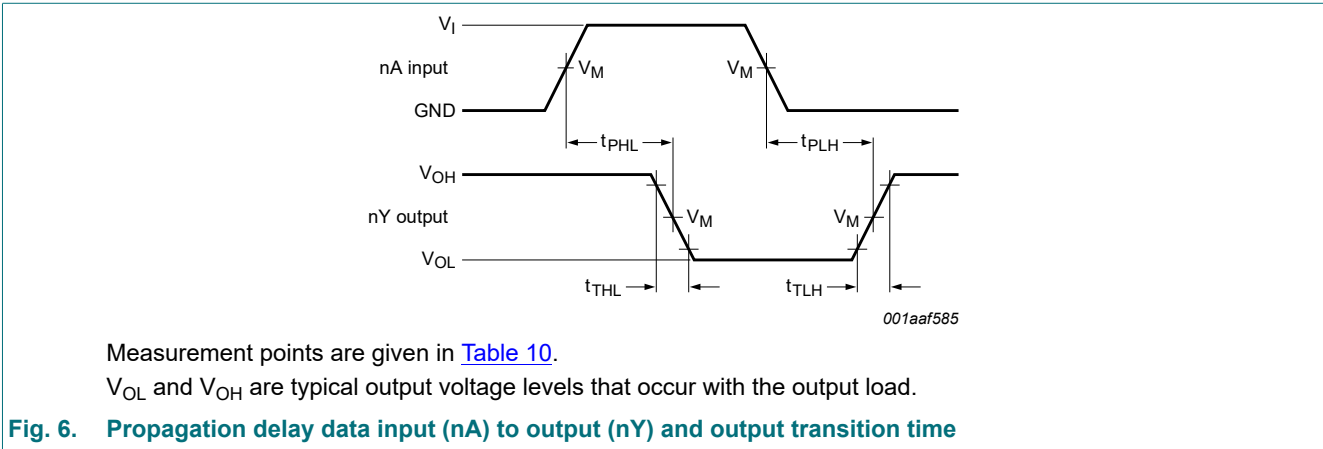 VI
nA input
VM
VM
GND
tPHL
tPLH
VOH
nY output
VM
VM
VOL
tTHL
tTLH
001aaf585
Measurement points are given in Table 10.
VOL and VOH are typical output voltage levels that occur with the output load.
Fig. 6. Propagation delay data input (nA) to output (nY) and output transition time